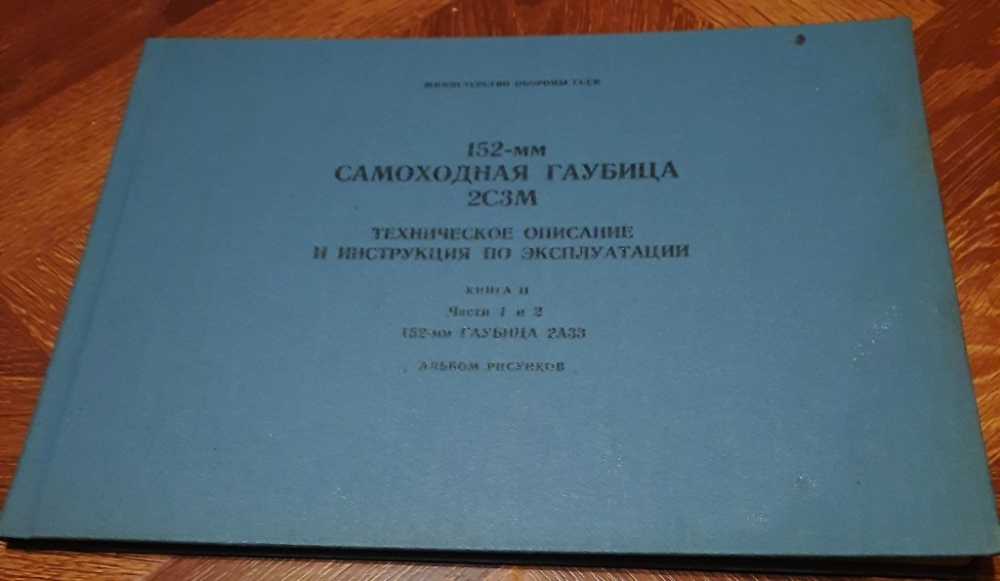 МИНИСТЕРСТВО ОБОРОНЫ СССР
152-мм
САМОХОДНАЯ ГАУБИЦА
2С3М
ТЕХНИЧЕСКОЕ ОПИСАНИЕ
И ИНСТРУКЦИЯ ПО ЭКСПЛУАТАЦИИ
КНИГА II
Части 1 и 2
152-мм ГАУБИЦА 2А33
АЛЬБОМ РИСУНКОВ